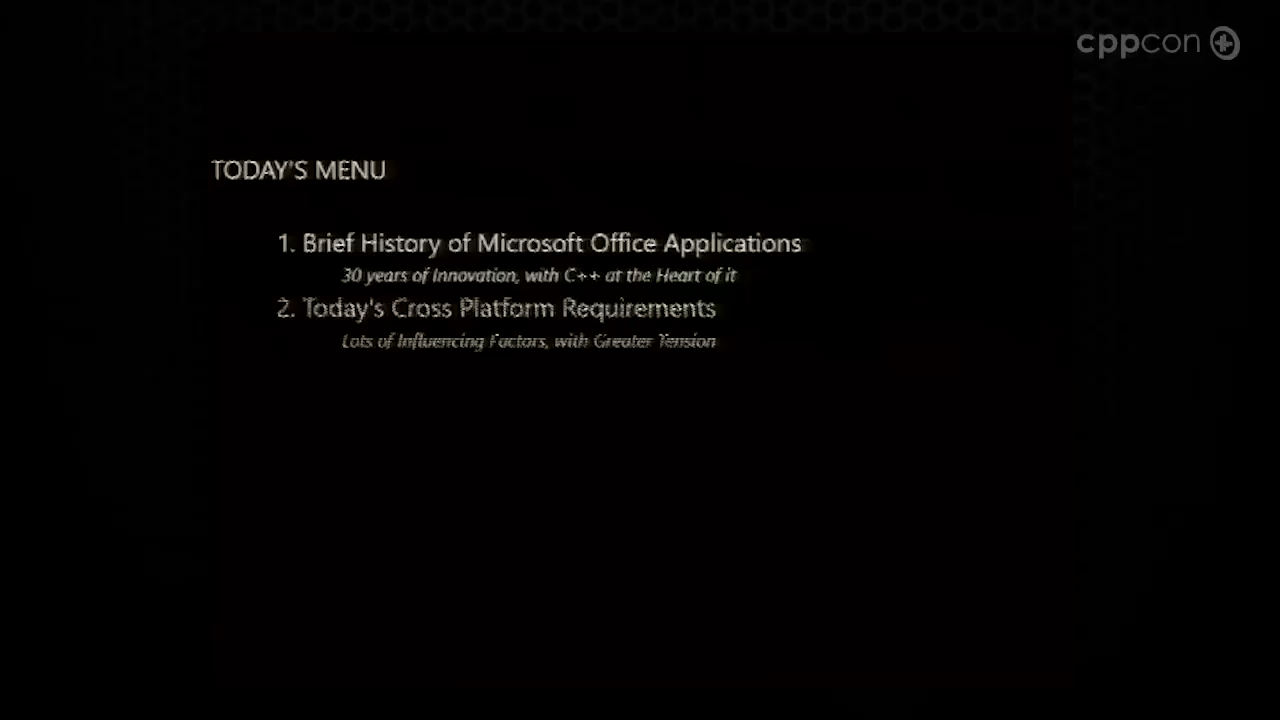 cppcon
TODAY'S MENU
1. Brief History of Microsoft Office Applications
30 years of Innovation, with C++ at the Heart of it
2. Today's Cross Platform Requirements
Lots of Influencing Factors, with Greater Tension